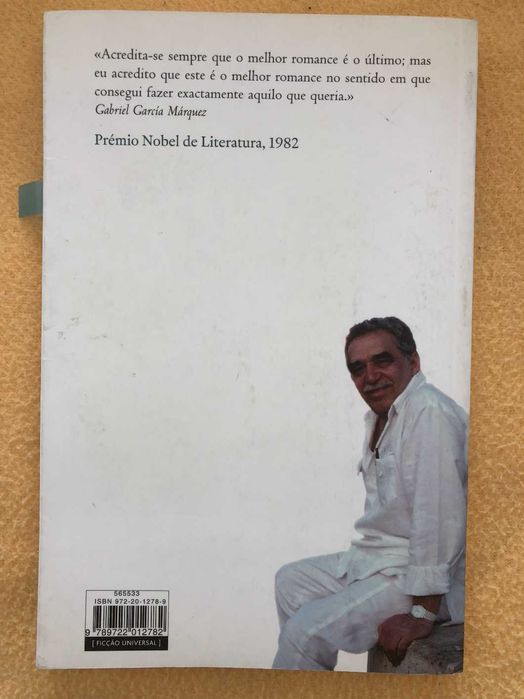 «Acredita-se sempre que o melhor romance é o último; mas
eu acredito que este é o melhor romance no sentido em que
consegui fazer exactamente aquilo que queria.»
Gabriel García Márquez
Prémio Nobel de Literatura, 1982
565533
ISBN 972-20-1278-9
9 789722 012782
[ FICÇÃO UNIVERSAL ]